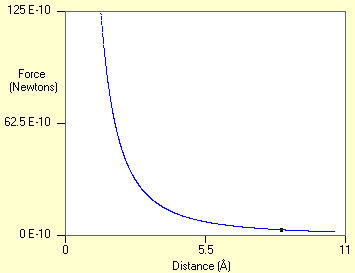 125 E-10
Force
(Newtons)
62.5 E-10
0 E-10
0
5.5
11
Distance (Å)